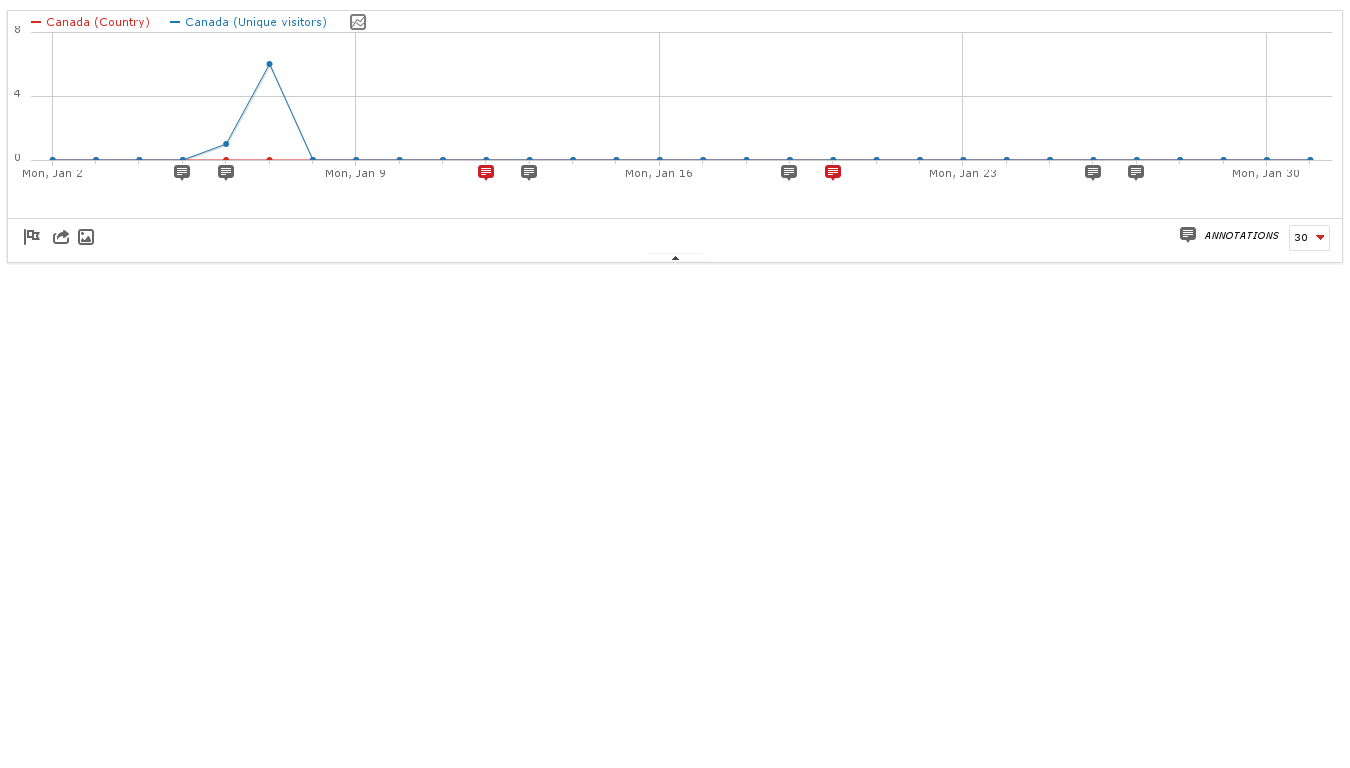 Canada (Country) Canada (Unique visitors)
8
4
0
Mon, Jan 2 Mon, Jan 9 Mon, Jan 16 Mon, Jan 23 Mon, Jan 30
ANNOTATIONS 30